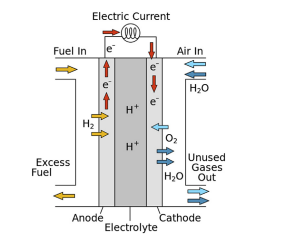 Electric Current
Fuel In
e⁻
Air In
e⁻
e⁻
H₂O
e⁻
H⁺
H₂
O₂
H⁺
Excess
Fuel
Unused
Gases
Out
H₂O
Anode
Cathode
Electrolyte